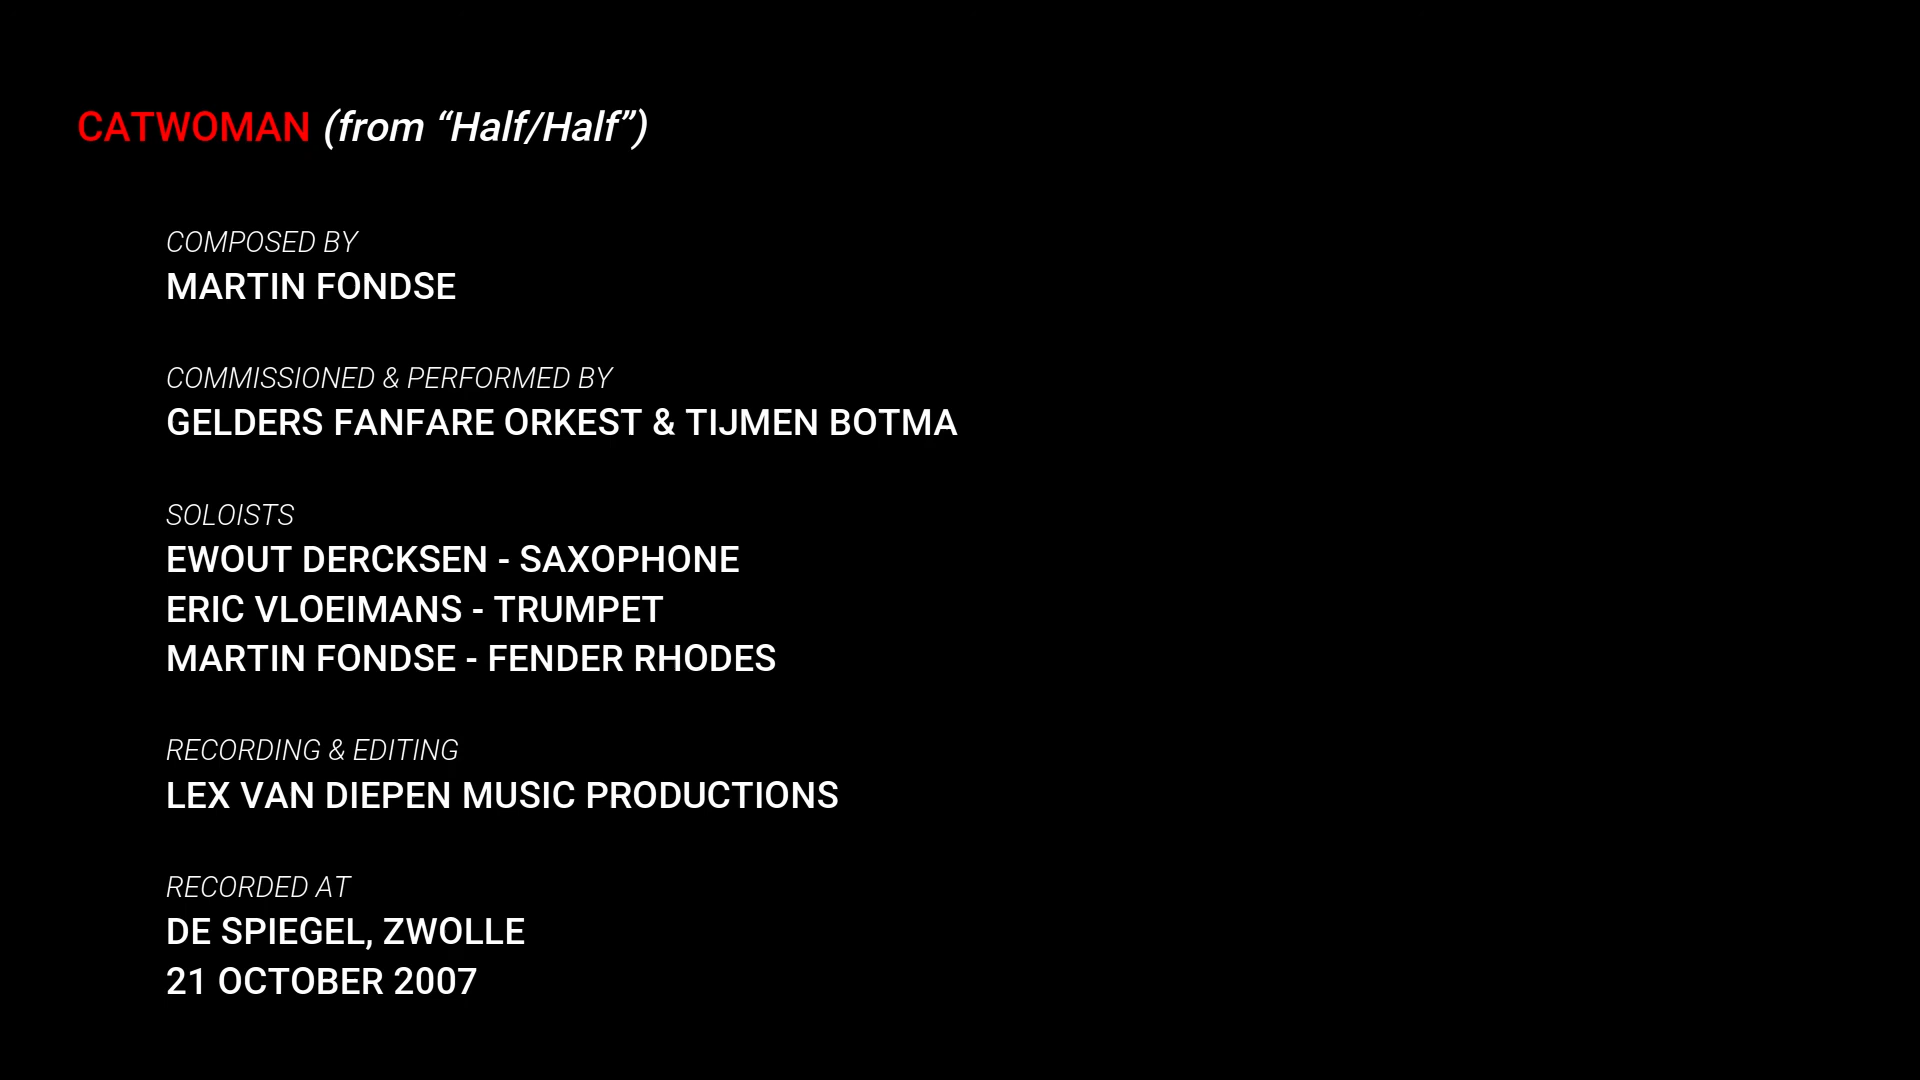 CATWOMAN (from “Half/Half”)
COMPOSED BY
MARTIN FONDSE
COMMISSIONED & PERFORMED BY
GELDERS FANFARE ORKEST & TIJMEN BOTMA
SOLOISTS
EWOUT DERCKSEN - SAXOPHONE
ERIC VLOEIMANS - TRUMPET
MARTIN FONDSE - FENDER RHODES
RECORDING & EDITING
LEX VAN DIEPEN MUSIC PRODUCTIONS
RECORDED AT
DE SPIEGEL, ZWOLLE
21 OCTOBER 2007